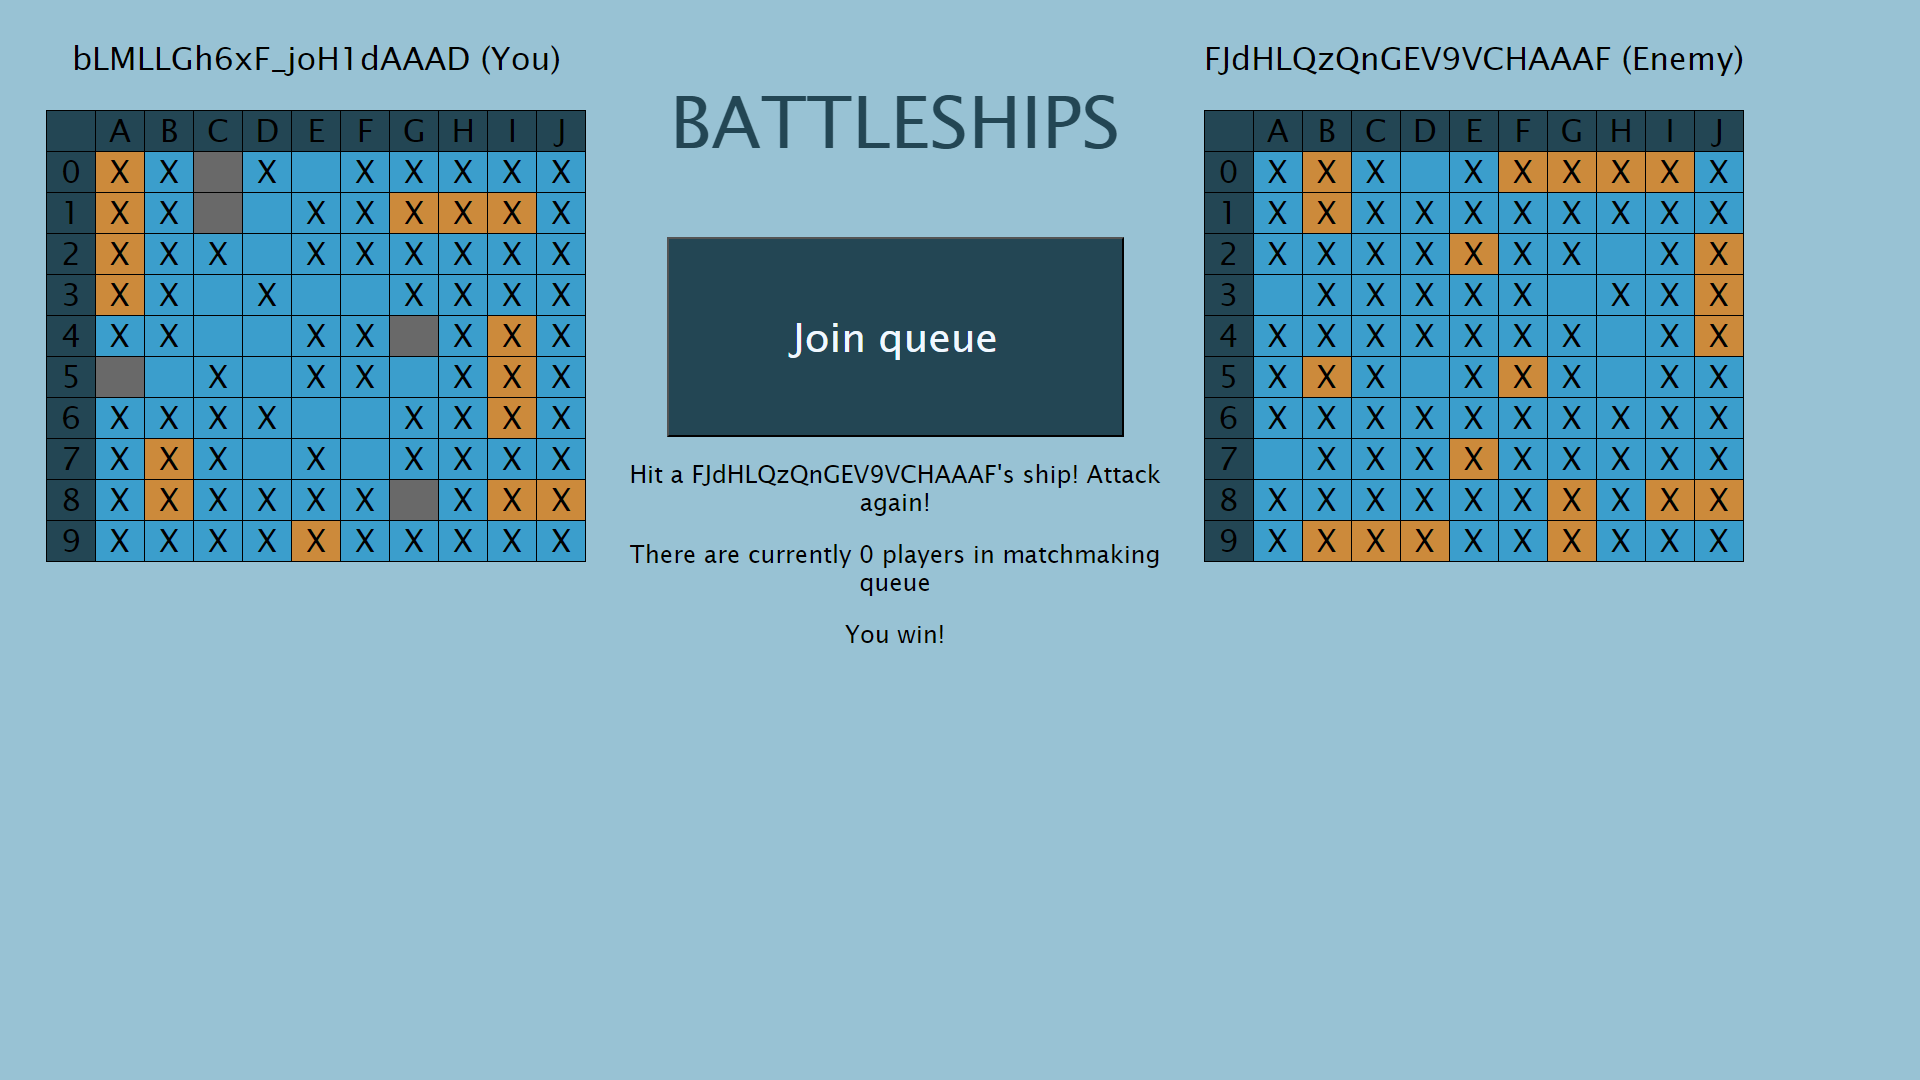 bLMLLGh6xF_joH1dAAAD (You)
A B C D E F G H I J
0 X X X X X X X X
1 X X X X X X X X
2 X X X X X X X X X
3 X X X X X X X
4 X X X X X X X
5 X X X X X X
6 X X X X X X X X
7 X X X X X X X X
8 X X X X X X X X X
9 X X X X X X X X X X
BATTLESHIPS
Join queue
Hit a FJdHLQzQnGEV9VCHAAAF's ship! Attack
again!
There are currently 0 players in matchmaking
queue
You win!
FJdHLQzQnGEV9VCHAAAF (Enemy)
A B C D E F G H I J
0 X X X X X X X X X
1 X X X X X X X X X X
2 X X X X X X X X X
3 X X X X X X X X
4 X X X X X X X X X
5 X X X X X X X X
6 X X X X X X X X X X
7 X X X X X X X X X
8 X X X X X X X X X X
9 X X X X X X X X X X